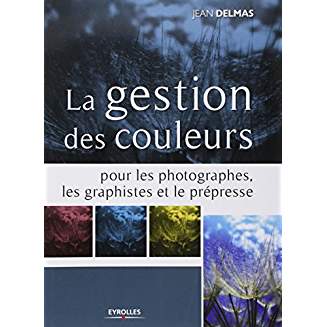 JEAN DELMAS
La gestion
des couleurs
pour les photographes,
les graphistes et le prépresse
EYROLLES